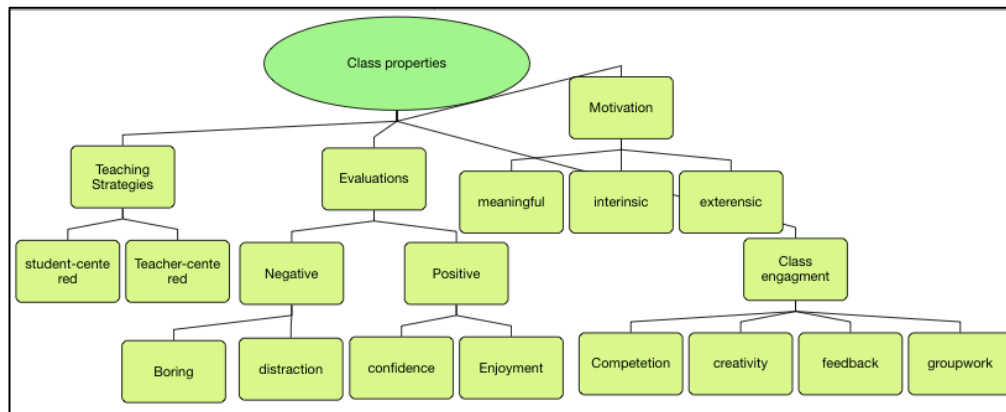 Class properties
Motivation
Teaching
Strategies
Evaluations
meaningful
interinsic
exterensic
student-cente
red
Teacher-cente
red
Negative
Positive
Class
engagment
Boring
distraction
confidence
Enjoyment
Competetion
creativity
feedback
groupwork